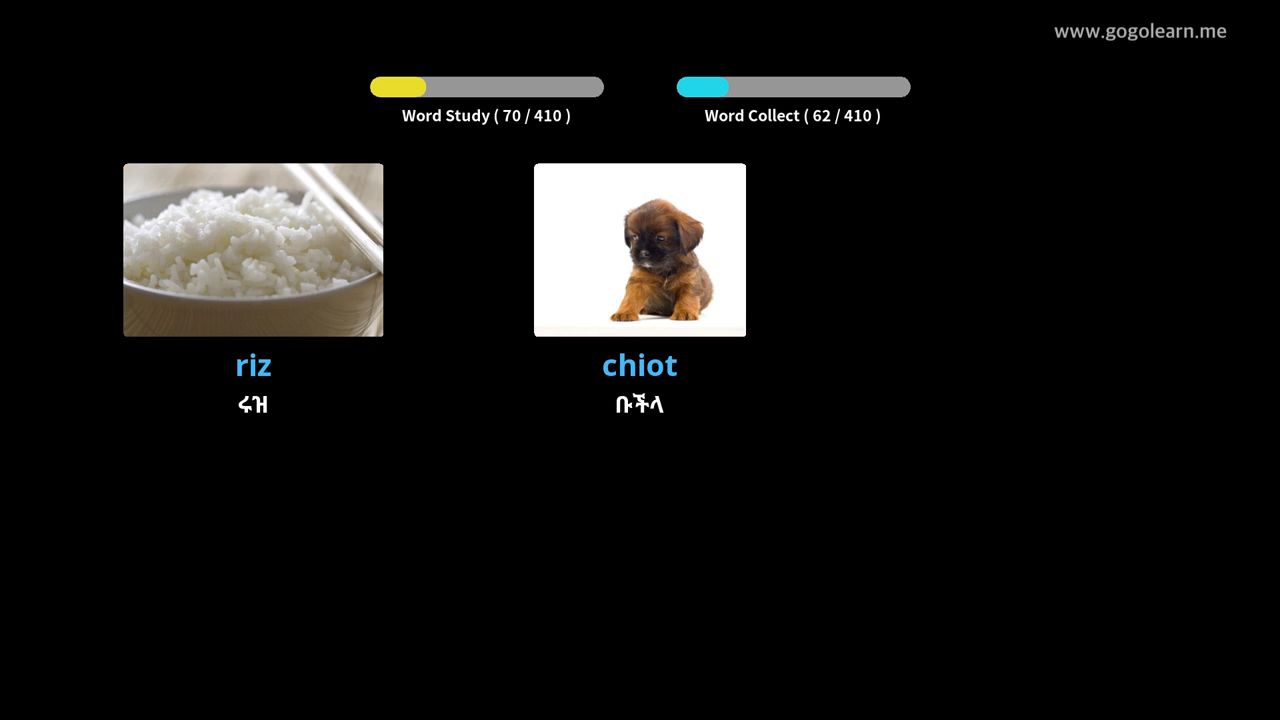 www.gogolearn.me
Word Study ( 70 / 410 )
Word Collect ( 62 / 410 )
riz
ሩዝ
chiot
ቡችላ